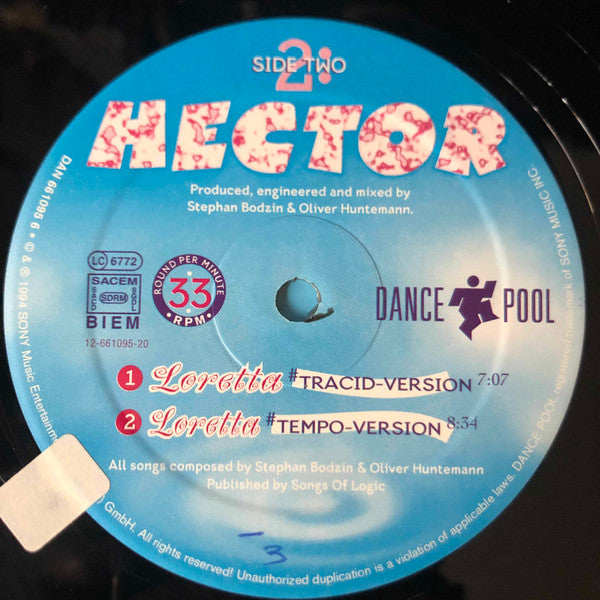 2:
SIDE TWO
HECTOR
Produced, engineered and mixed by
Stephan Bodzin & Oliver Huntemann.
LC 6772
SACEM
SACD SDRM SGDL
BIEM
12-661095-20
ROUND PER MINUTE
33
• RPM •
DANCE POOL
1 Loretta #TRACID-VERSION 7:07
2 Loretta #TEMPO-VERSION 8:34
All songs composed by Stephan Bodzin & Oliver Huntemann
Published by Songs Of Logic
-3
DAN 661095 6 • © & ℗ 1994 SONY Music Entertainm
GmbH. All rights reserved! Unauthorized duplication is a violation of applicable laws. DANCE POOL, registered trademark of SONY MUSIC INC.